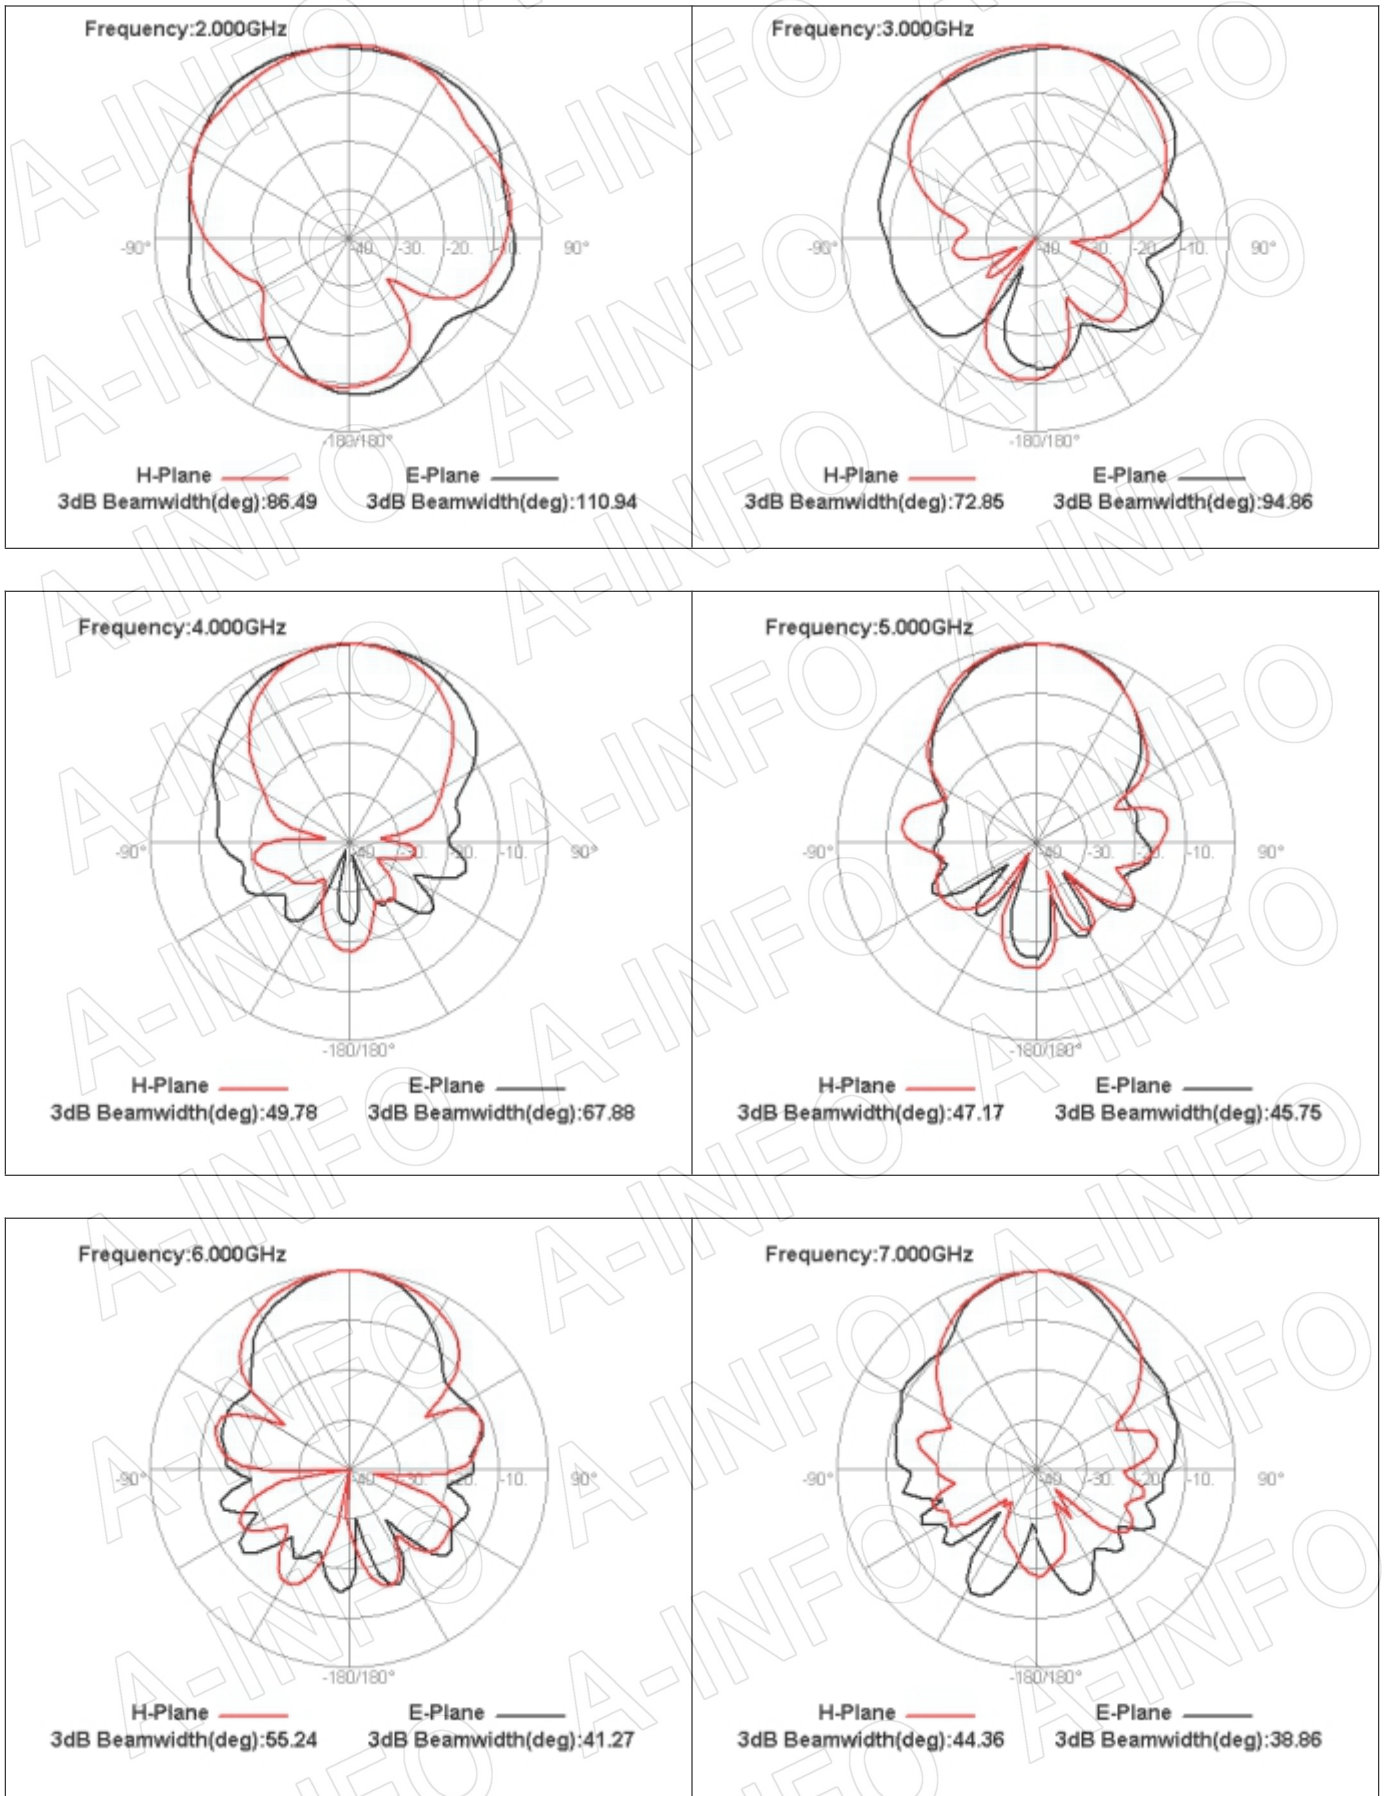 Frequency:2.000GHz
-90° -40. -30. -20. -10. 90°
-180/180°
H-Plane E-Plane
3dB Beamwidth(deg):86.49 3dB Beamwidth(deg):110.94
Frequency:3.000GHz
-90° -40. -30. -20. -10. 90°
-180/180°
H-Plane E-Plane
3dB Beamwidth(deg):72.85 3dB Beamwidth(deg):94.86
Frequency:4.000GHz
-90° -40. -30. -20. -10. 90°
-180/180°
H-Plane E-Plane
3dB Beamwidth(deg):49.78 3dB Beamwidth(deg):67.88
Frequency:5.000GHz
-90° -40. -30. -20. -10. 90°
-180/180°
H-Plane E-Plane
3dB Beamwidth(deg):47.17 3dB Beamwidth(deg):45.75
Frequency:6.000GHz
-90° -40. -30. -20. -10. 90°
-180/180°
H-Plane E-Plane
3dB Beamwidth(deg):55.24 3dB Beamwidth(deg):41.27
Frequency:7.000GHz
-90° -40. -30. -20. -10. 90°
-180/180°
H-Plane E-Plane
3dB Beamwidth(deg):44.36 3dB Beamwidth(deg):38.86
A-INFO